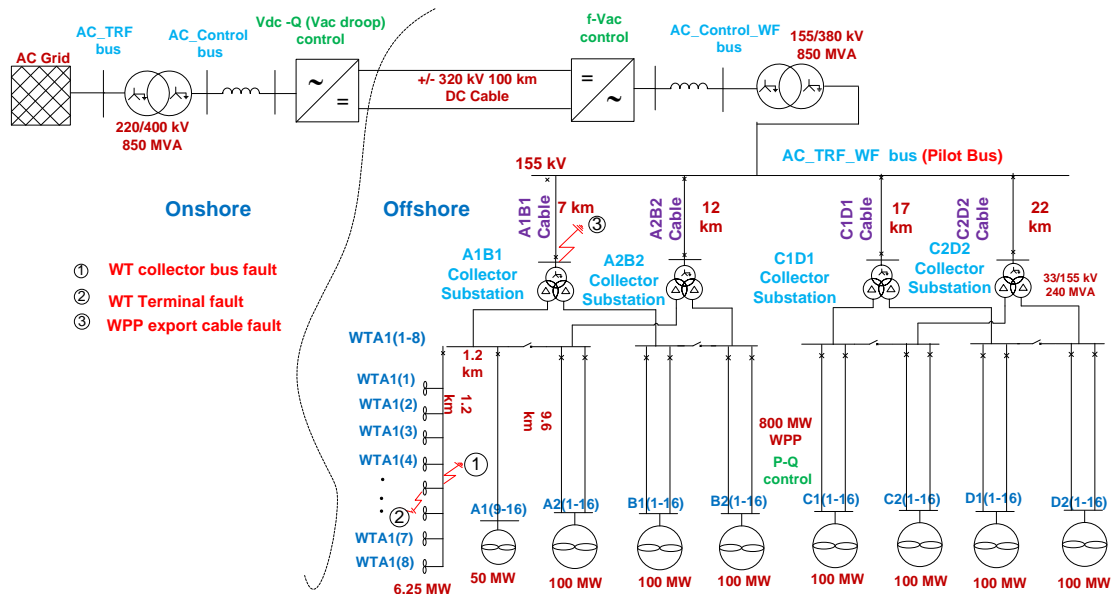 Vdc -Q (Vac droop)
control
f-Vac
control
AC_TRF
bus
AC_Control
bus
AC_Control_WF
bus
155/380 kV
850 MVA
AC Grid
~
=
+/- 320 kV 100 km
DC Cable
=
~
220/400 kV
850 MVA
155 kV
AC_TRF_WF bus (Pilot Bus)
Onshore
Offshore
A1B1
Cable
7 km
3
A2B2
Cable
12
km
C1D1
Cable
17
km
C2D2
Cable
22
km
1 WT collector bus fault
2 WT Terminal fault
3 WPP export cable fault
A1B1
Collector
Substation
A2B2
Collector
Substation
C1D1
Collector
Substation
C2D2
Collector
Substation
33/155 kV
240 MVA
WTA1(1-8)
1.2
km
WTA1(1)
WTA1(2)
WTA1(3)
WTA1(4)
1.2
km
9.6
km
800 MW
WPP
P-Q
control
1
2
WTA1(7)
WTA1(8)
6.25 MW
A1(9-16)
A2(1-16)
B1(1-16)
B2(1-16)
C1(1-16)
C2(1-16)
D1(1-16)
D2(1-16)
50 MW
100 MW
100 MW
100 MW
100 MW
100 MW
100 MW
100 MW